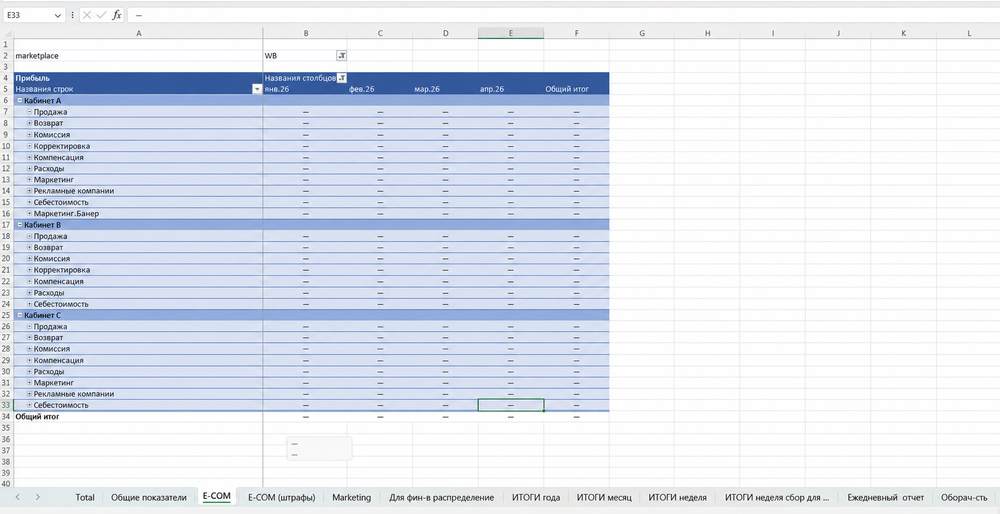 E33 fx —
A B C D E F G H I J K L
1
2 marketplace WB
3
4 Прибыль Названия столбцов
5 Названия строк янв.26 фев.26 мар.26 апр.26 Общий итог
6 Кабинет A
7 Продажа — — — — —
8 Возврат — — — — —
9 Комиссия — — — — —
10 Корректировка — — — — —
11 Компенсация — — — — —
12 Расходы — — — — —
13 Маркетинг — — — — —
14 Рекламные компании — — — — —
15 Себестоимость — — — — —
16 Маркетинг.Банер — — — — —
17 Кабинет B
18 Продажа — — — — —
19 Возврат — — — — —
20 Комиссия — — — — —
21 Корректировка — — — — —
22 Компенсация — — — — —
23 Расходы — — — — —
24 Себестоимость — — — — —
25 Кабинет C
26 Продажа — — — — —
27 Возврат — — — — —
28 Комиссия — — — — —
29 Компенсация — — — — —
30 Расходы — — — — —
31 Маркетинг — — — — —
32 Рекламные компании — — — — —
33 Себестоимость — — — — —
34 Общий итог — — — — —
35
36 —
37 —
38
39
40
Total Общие показатели E-COM E-COM (штрафы) Marketing Для фин-в распределение ИТОГИ года ИТОГИ месяц ИТОГИ неделя ИТОГИ неделя сбор для ... Ежедневный отчет Оборач-сть